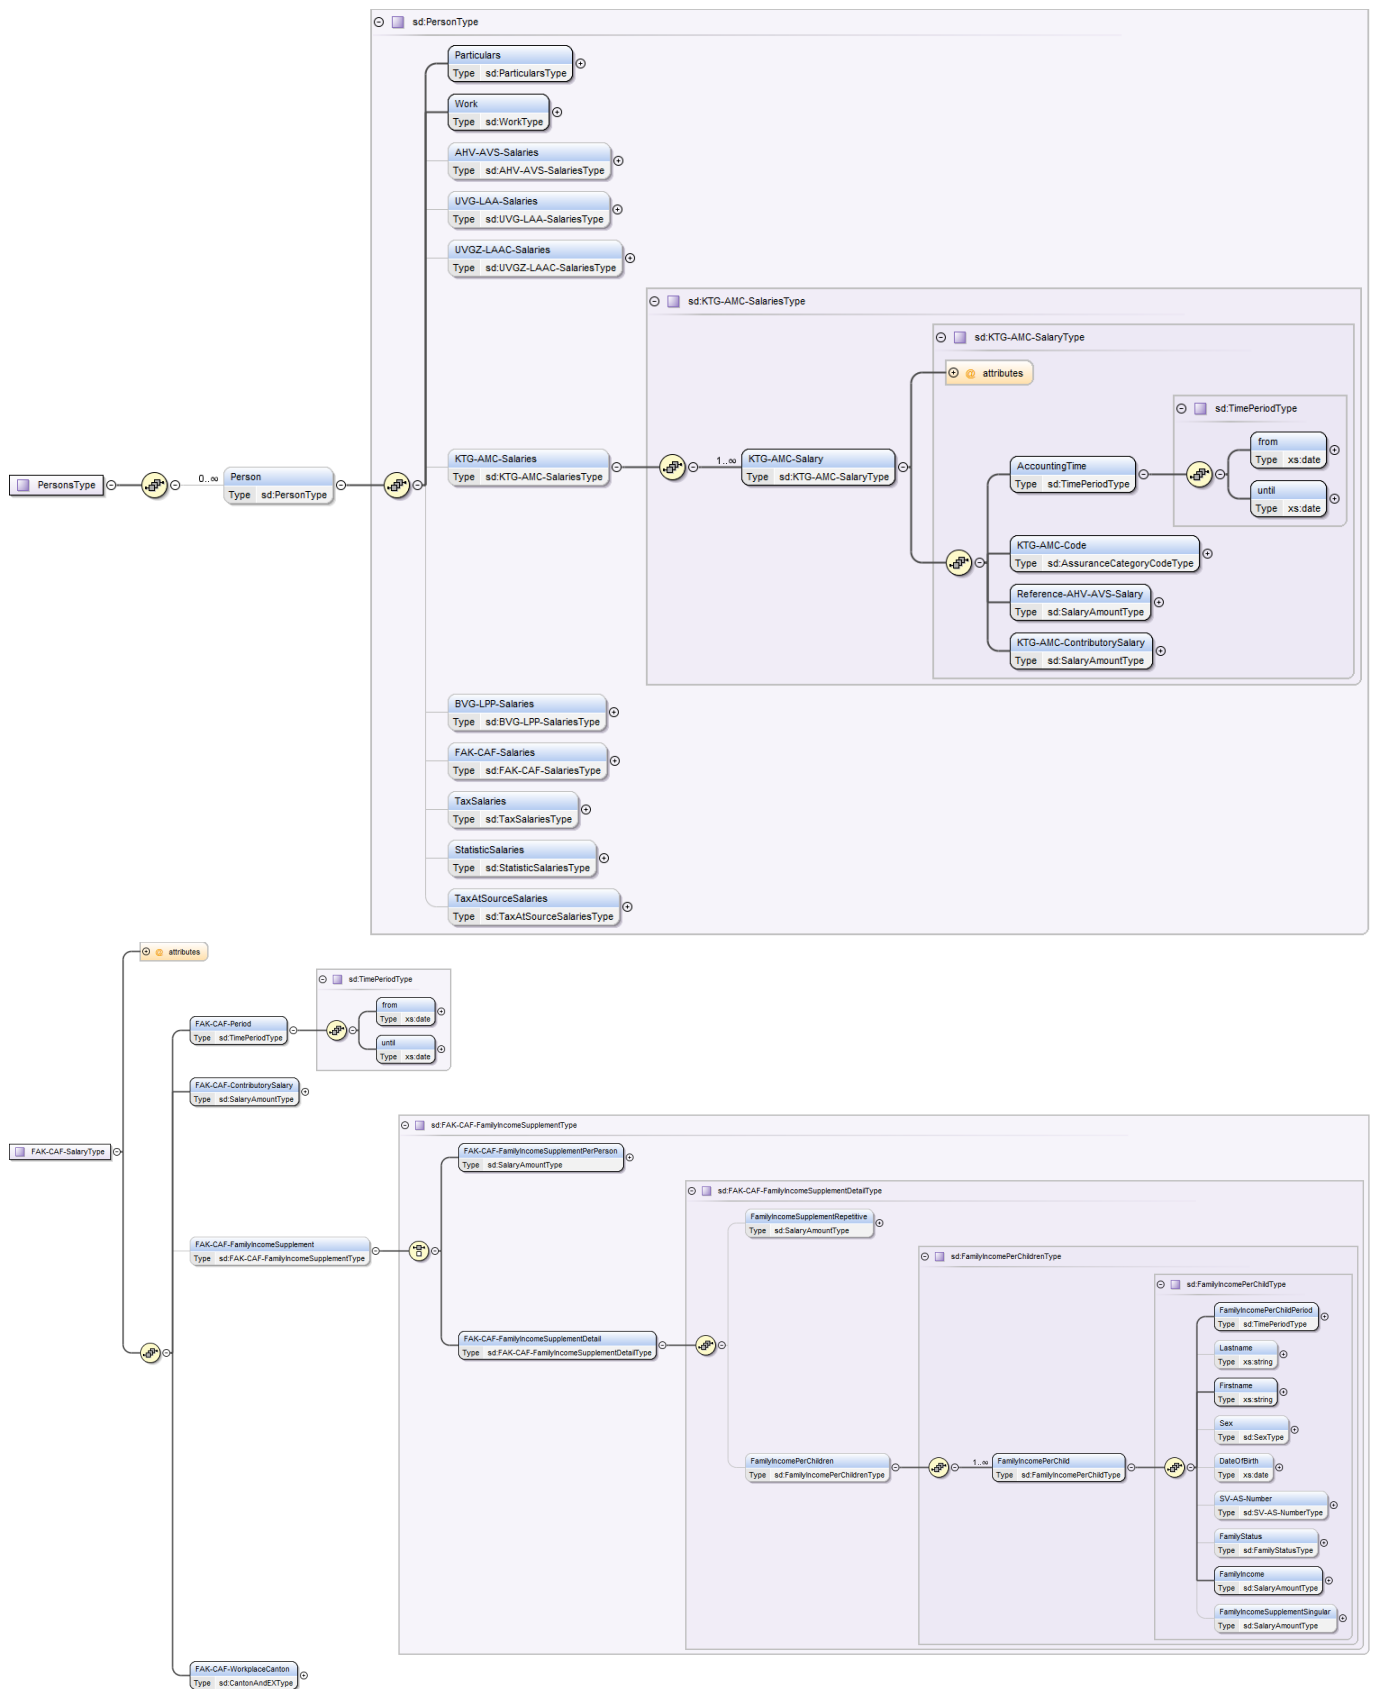 sd:PersonType
Particulars
Type sd:ParticularsType
Work
Type sd:WorkType
AHV-AVS-Salaries
Type sd:AHV-AVS-SalariesType
UVG-LAA-Salaries
Type sd:UVG-LAA-SalariesType
UVGZ-LAAC-Salaries
Type sd:UVGZ-LAAC-SalariesType
sd:KTG-AMC-SalariesType
sd:KTG-AMC-SalaryType
@ attributes
sd:TimePeriodType
from
Type xs:date
until
Type xs:date
PersonsType
0..∞
Person
Type sd:PersonType
KTG-AMC-Salaries
Type sd:KTG-AMC-SalariesType
1..∞
KTG-AMC-Salary
Type sd:KTG-AMC-SalaryType
AccountingTime
Type sd:TimePeriodType
KTG-AMC-Code
Type sd:AssuranceCategoryCodeType
Reference-AHV-AVS-Salary
Type sd:SalaryAmountType
KTG-AMC-ContributorySalary
Type sd:SalaryAmountType
BVG-LPP-Salaries
Type sd:BVG-LPP-SalariesType
FAK-CAF-Salaries
Type sd:FAK-CAF-SalariesType
TaxSalaries
Type sd:TaxSalariesType
StatisticSalaries
Type sd:StatisticSalariesType
TaxAtSourceSalaries
Type sd:TaxAtSourceSalariesType
@ attributes
sd:TimePeriodType
from
Type xs:date
until
Type xs:date
FAK-CAF-Period
Type sd:TimePeriodType
FAK-CAF-ContributorySalary
Type sd:SalaryAmountType
FAK-CAF-SalaryType
sd:FAK-CAF-FamilyIncomeSupplementType
FAK-CAF-FamilyIncomeSupplementPerPerson
Type sd:SalaryAmountType
sd:FAK-CAF-FamilyIncomeSupplementDetailType
FamilyIncomeSupplementRepetitive
Type sd:SalaryAmountType
FAK-CAF-FamilyIncomeSupplement
Type sd:FAK-CAF-FamilyIncomeSupplementType
sd:FamilyIncomePerChildrenType
sd:FamilyIncomePerChildType
FamilyIncomePerChildPeriod
Type sd:TimePeriodType
FAK-CAF-FamilyIncomeSupplementDetail
Type sd:FAK-CAF-FamilyIncomeSupplementDetailType
Lastname
Type xs:string
Firstname
Type xs:string
Sex
Type sd:SexType
FamilyIncomePerChildren
Type sd:FamilyIncomePerChildrenType
1..∞
FamilyIncomePerChild
Type sd:FamilyIncomePerChildType
DateOfBirth
Type xs:date
SV-AS-Number
Type sd:SV-AS-NumberType
FamilyStatus
Type sd:FamilyStatusType
FamilyIncome
Type sd:SalaryAmountType
FamilyIncomeSupplementSingular
Type sd:SalaryAmountType
FAK-CAF-WorkplaceCanton
Type sd:CantonAndEXType